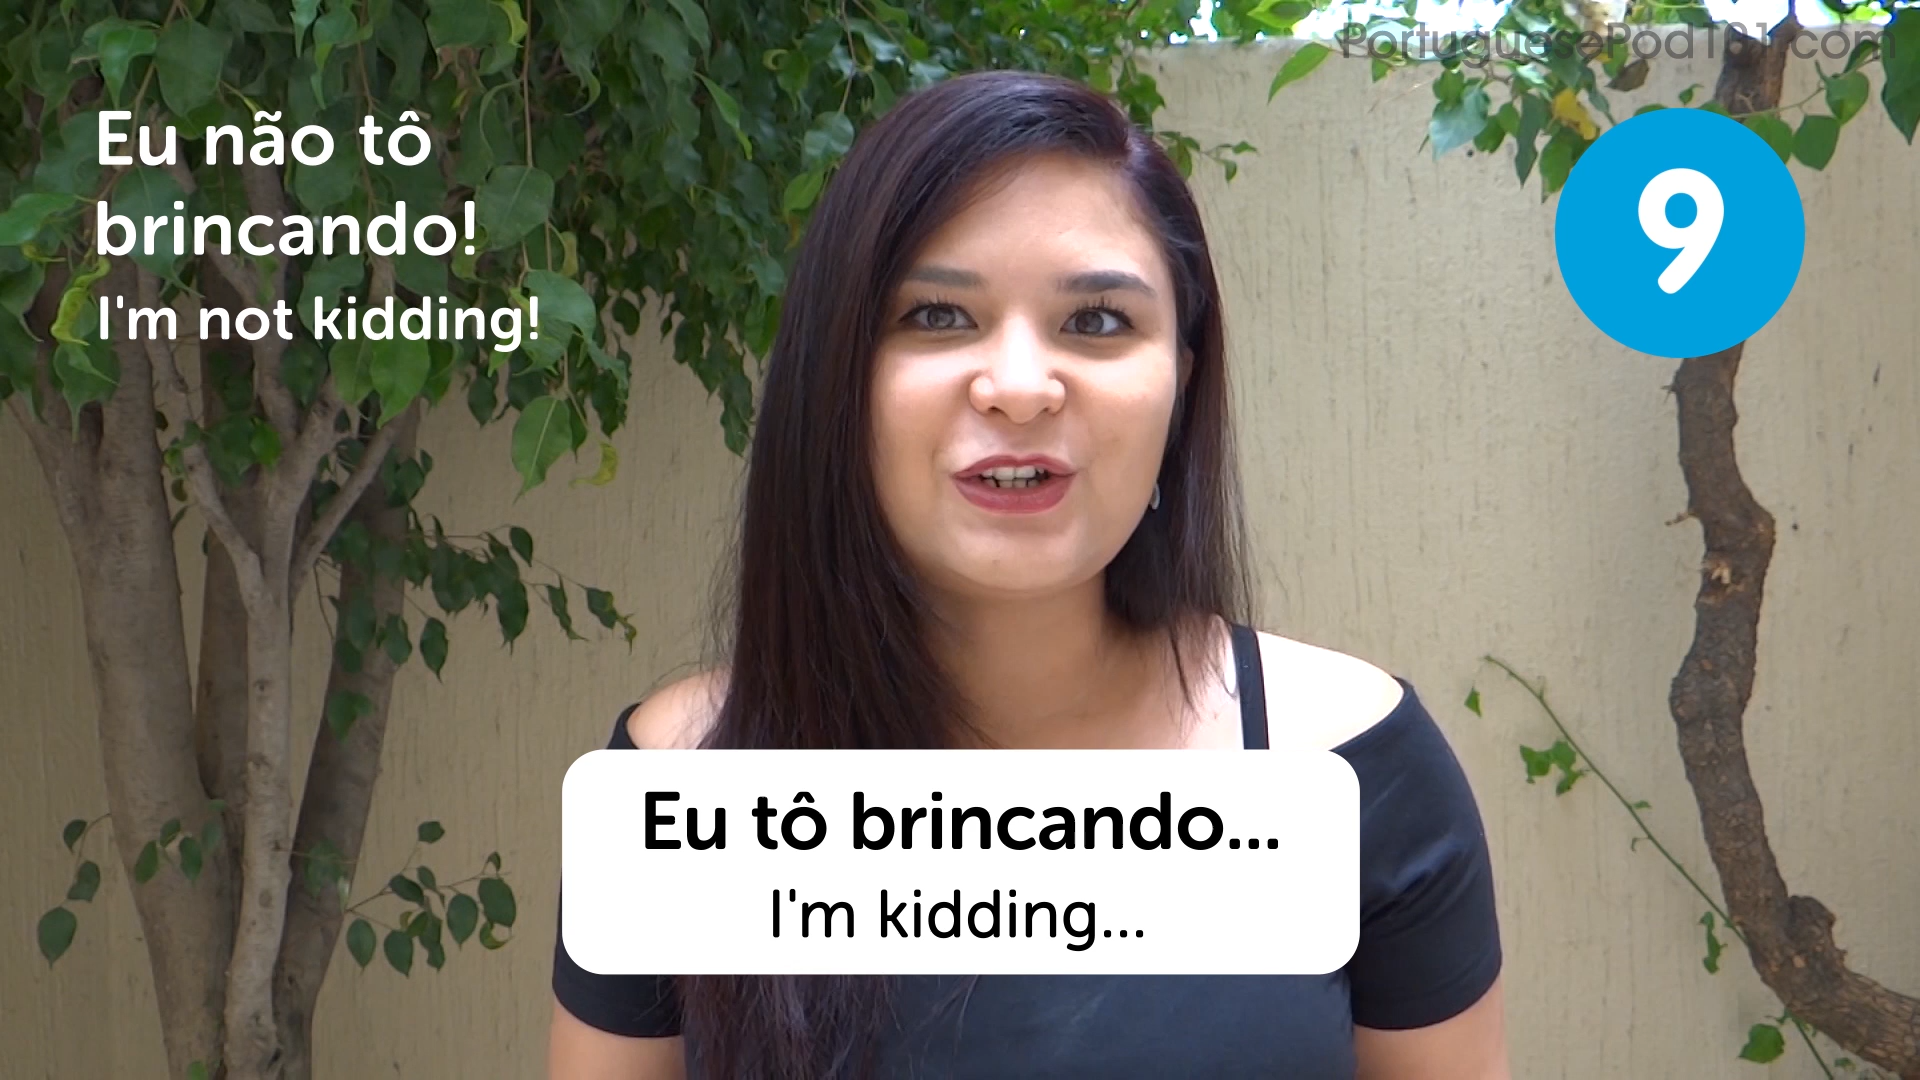 PortuguesePod101.com
Eu não tô
brincando!
I'm not kidding!
9
Eu tô brincando...
I'm kidding...